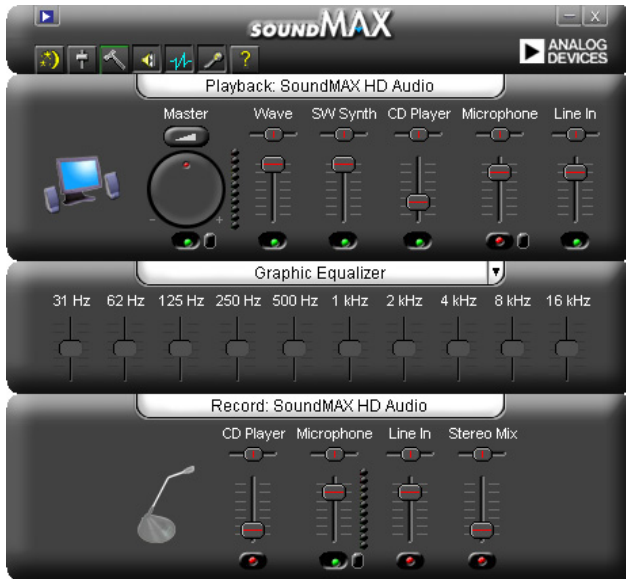 X
SOUNDMAX
?
ANALOG
DEVICES
Playback: SoundMAX HD Audio
Master Wave SW Synth CD Player Microphone Line In
- +
Graphic Equalizer
31 Hz 62 Hz 125 Hz 250 Hz 500 Hz 1 kHz 2 kHz 4 kHz 8 kHz 16 kHz
Record: SoundMAX HD Audio
CD Player Microphone Line In Stereo Mix